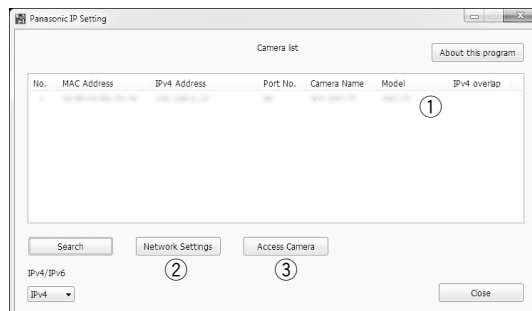 Panasonic IP Setting
Camera list
About this program
No. MAC Address IPv4 Address Port No. Camera Name Model IPv4 overlap
①
Search Network Settings Access Camera
② ③
IPv4/IPv6
IPv4
Close